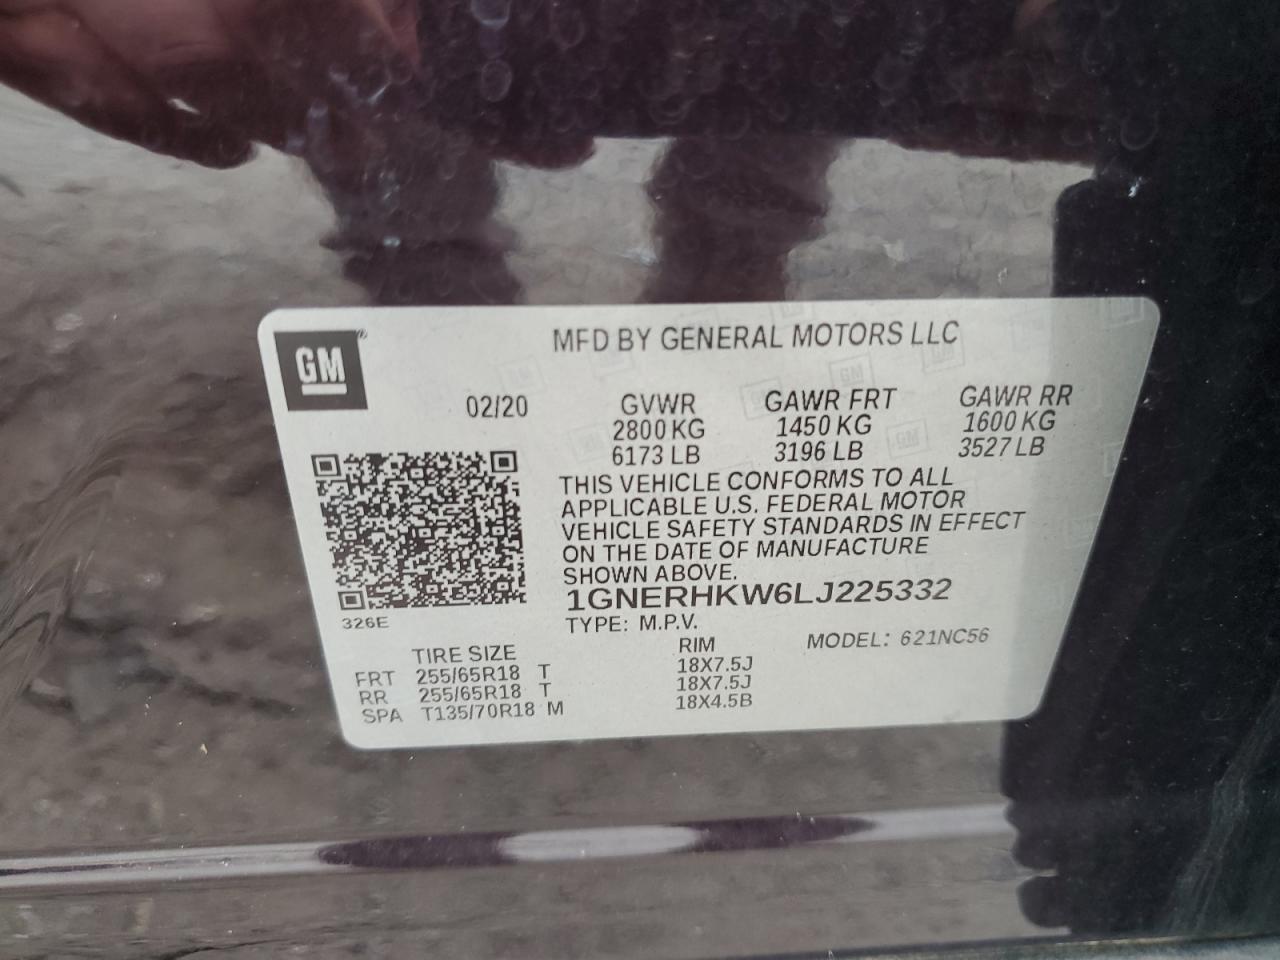 GM®
MFD BY GENERAL MOTORS LLC
02/20 GVWR GAWR FRT GAWR RR
2800 KG 1450 KG 1600 KG
6173 LB 3196 LB 3527 LB
THIS VEHICLE CONFORMS TO ALL
APPLICABLE U.S. FEDERAL MOTOR
VEHICLE SAFETY STANDARDS IN EFFECT
ON THE DATE OF MANUFACTURE
SHOWN ABOVE.
1GNERHKW6LJ225332
326E
TYPE: M.P.V.
MODEL: 621NC56
TIRE SIZE RIM
FRT 255/65R18 T 18X7.5J
RR 255/65R18 T 18X7.5J
SPA T135/70R18 M 18X4.5B